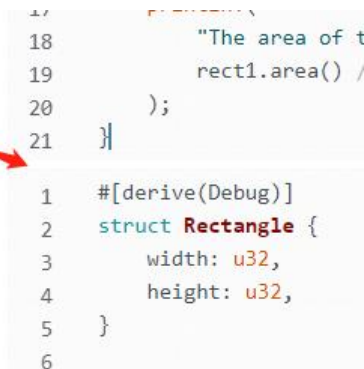 18 "The area of t
19 rect1.area() /
20 );
21 }
1 #[derive(Debug)]
2 struct Rectangle {
3 width: u32,
4 height: u32,
5 }
6